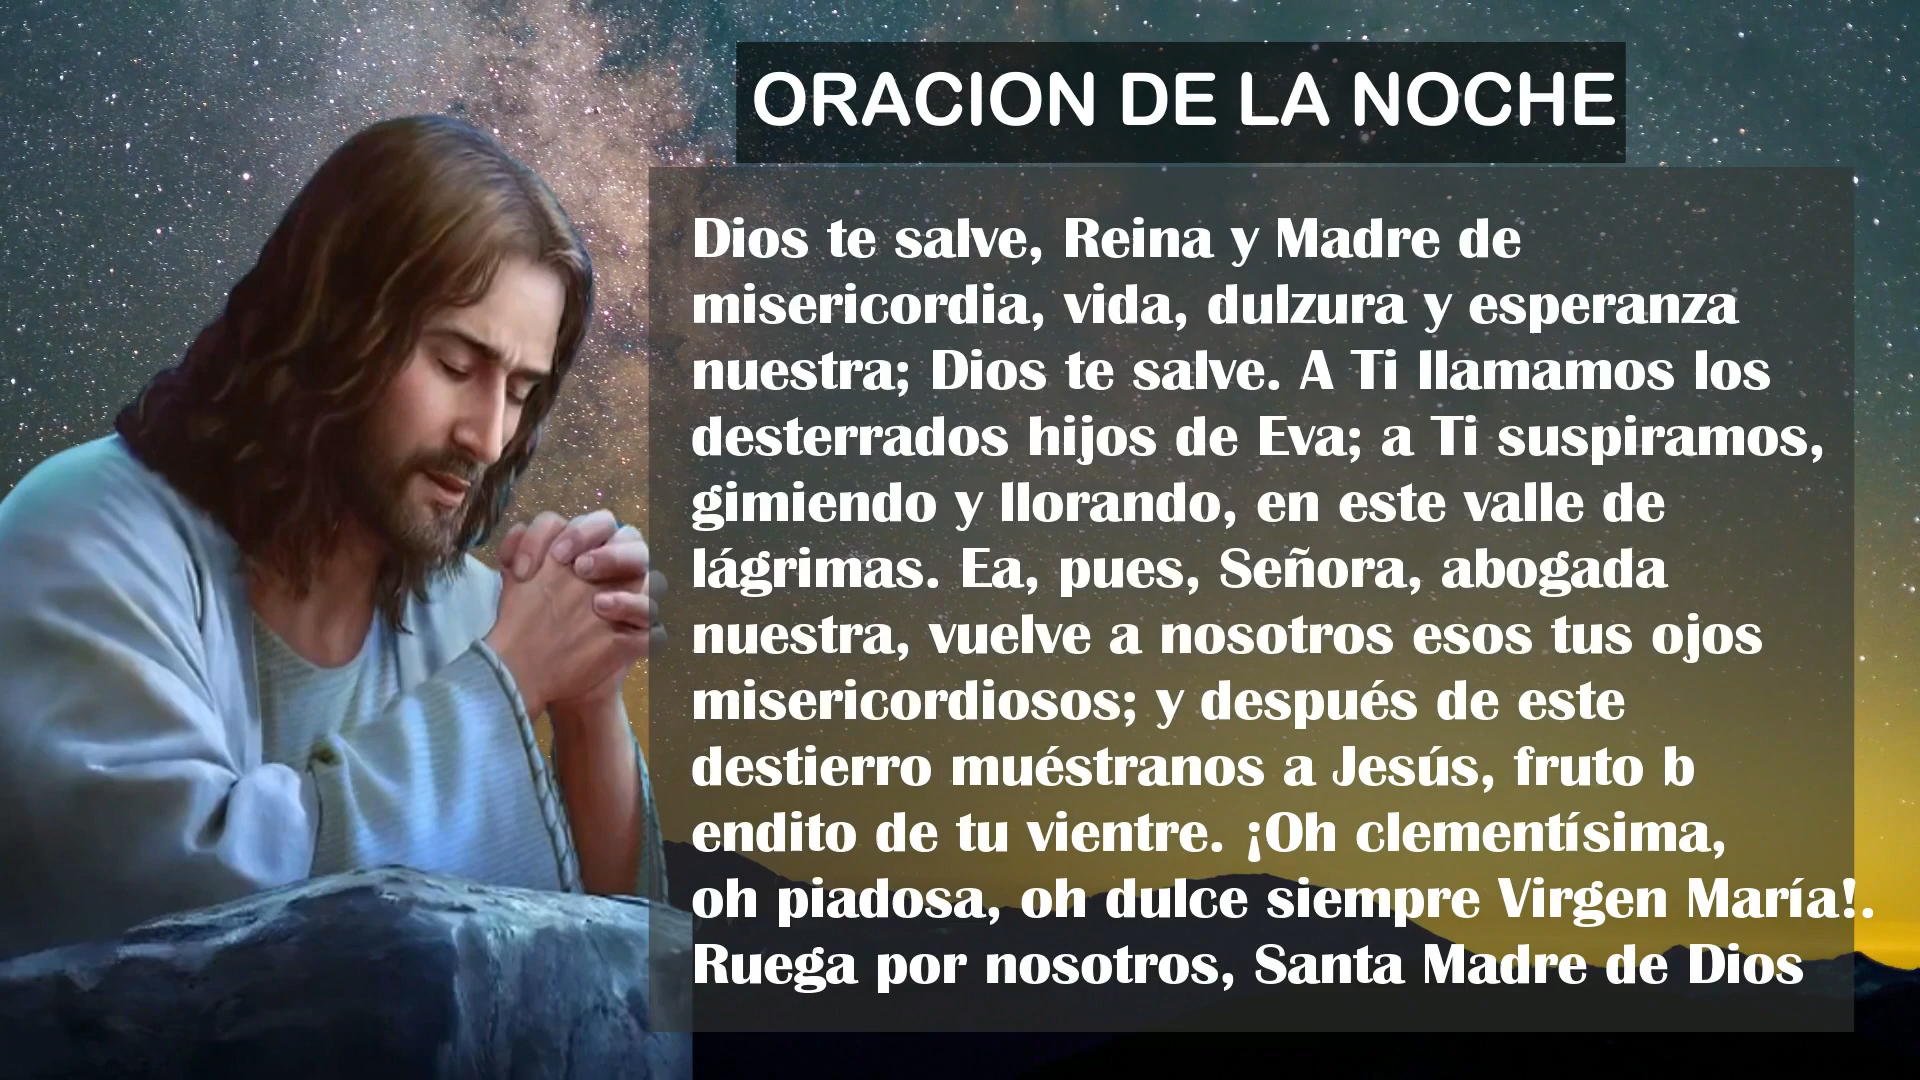 ORACION DE LA NOCHE
Dios te salve, Reina y Madre de
misericordia, vida, dulzura y esperanza
nuestra; Dios te salve. A Ti llamamos los
desterrados hijos de Eva; a Ti suspiramos,
gimiendo y llorando, en este valle de
lágrimas. Ea, pues, Señora, abogada
nuestra, vuelve a nosotros esos tus ojos
misericordiosos; y después de este
destierro muéstranos a Jesús, fruto b
endito de tu vientre. ¡Oh clementísima,
oh piadosa, oh dulce siempre Virgen María!.
Ruega por nosotros, Santa Madre de Dios